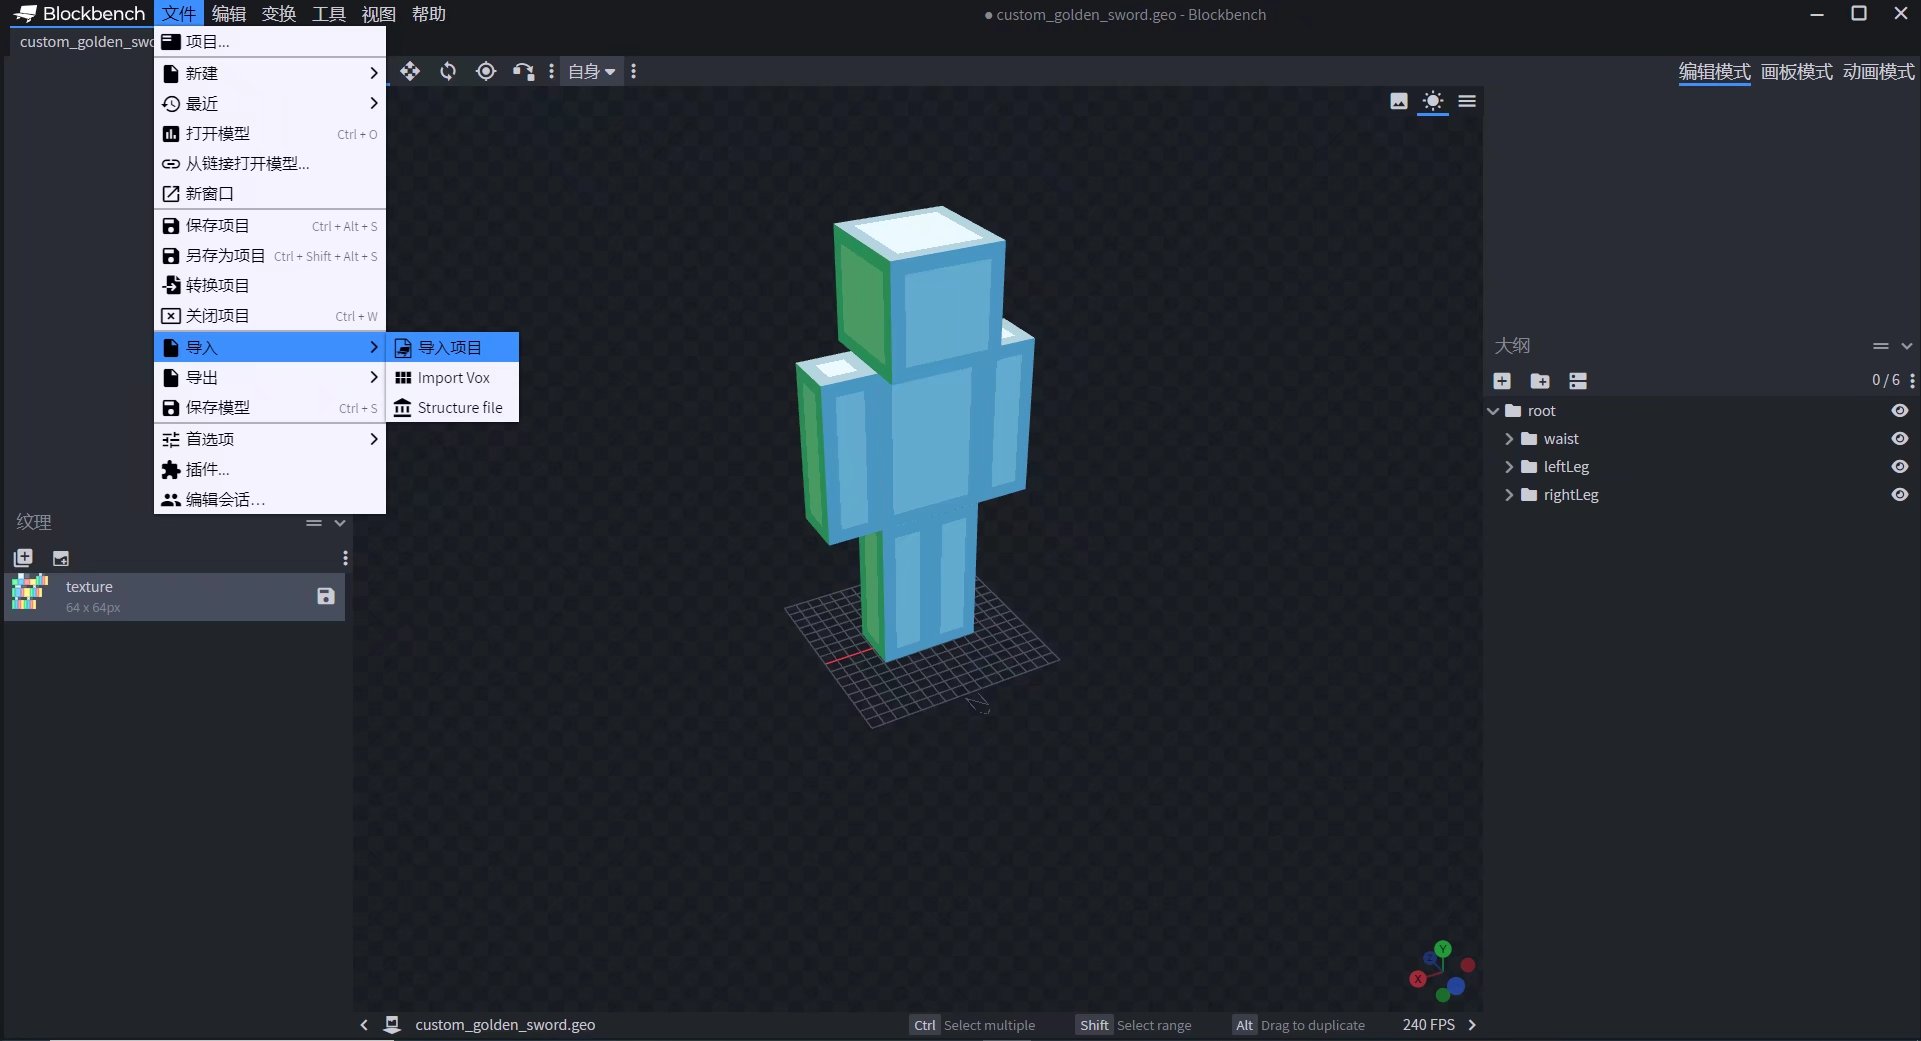 Blockbench 文件 编辑 变换 工具 视图 帮助
● custom_golden_sword.geo - Blockbench
custom_golden_swo
项目...
新建
最近
打开模型 Ctrl + O
从链接打开模型...
新窗口
保存项目 Ctrl + Alt + S
另存为项目 Ctrl + Shift + Alt + S
转换项目
关闭项目 Ctrl + W
导入
导出
保存模型 Ctrl + S
首选项
插件...
编辑会话...
导入项目
Import Vox
Structure file
自身
编辑模式 画板模式 动画模式
纹理
texture
64 x 64px
大纲
0 / 6
root
waist
leftLeg
rightLeg
Y
Z
X
custom_golden_sword.geo
Ctrl Select multiple
Shift Select range
Alt Drag to duplicate
240 FPS